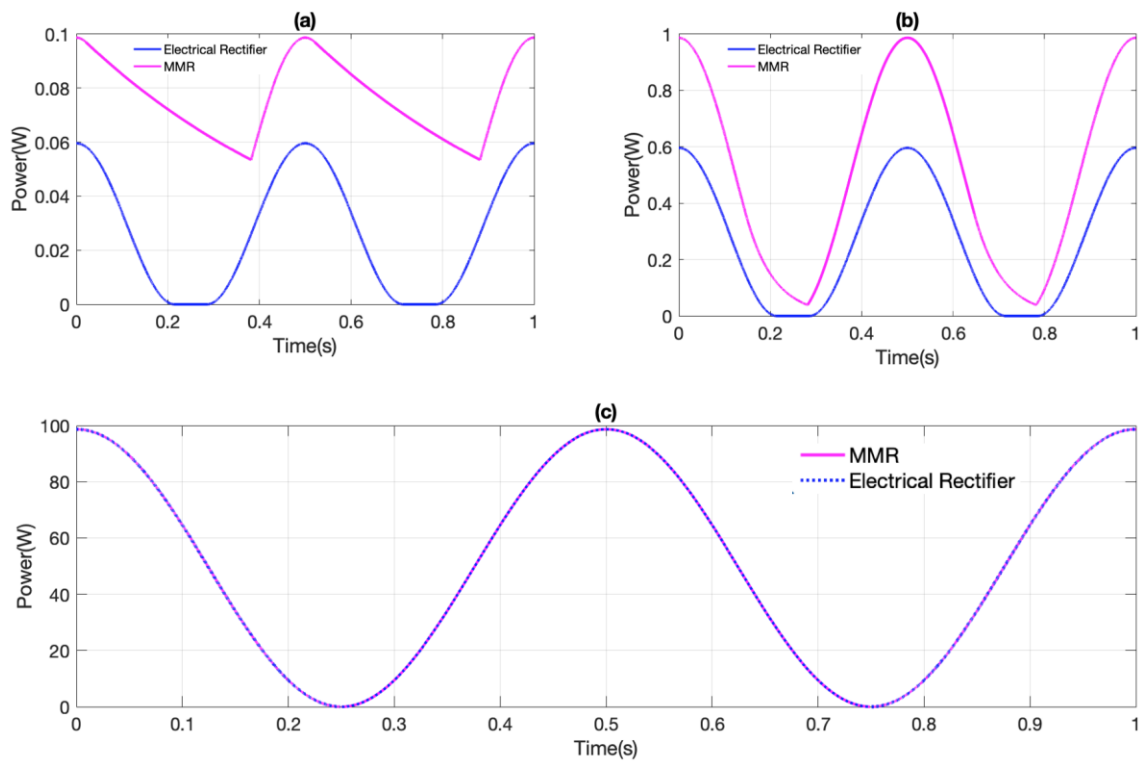 (a)
Electrical Rectifier
MMR
Power(W)
0.1
0.08
0.06
0.04
0.02
0
0 0.2 0.4 0.6 0.8 1
Time(s)
(b)
Electrical Rectifier
MMR
Power(W)
1
0.8
0.6
0.4
0.2
0
0 0.2 0.4 0.6 0.8 1
Time(s)
(c)
MMR
Electrical Rectifier
Power(W)
100
80
60
40
20
0
0 0.1 0.2 0.3 0.4 0.5 0.6 0.7 0.8 0.9 1
Time(s)